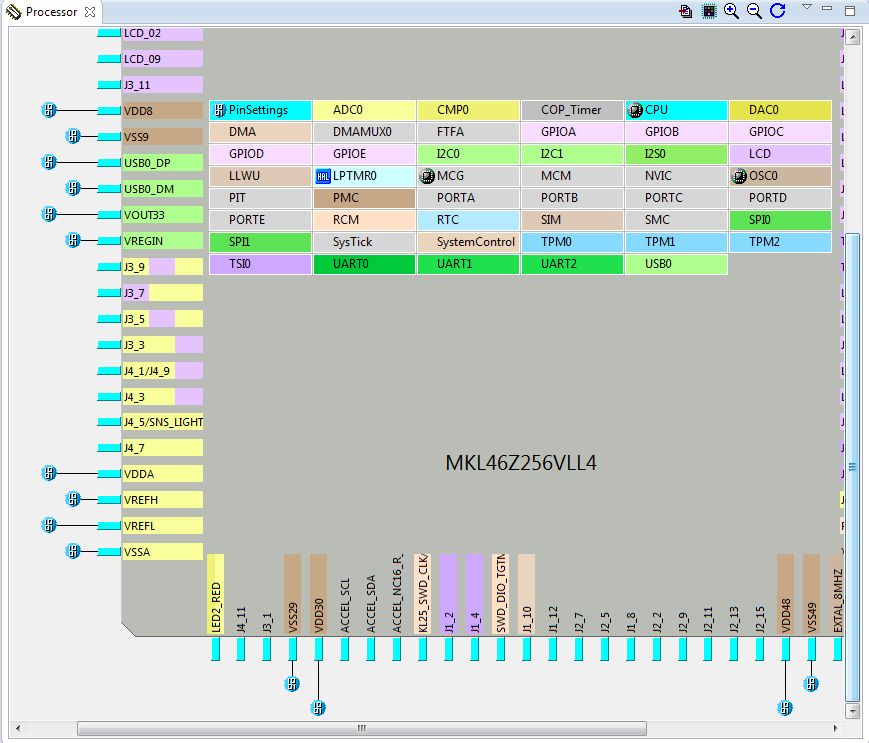 Processor
LCD_02
LCD_09
J3_11
VDD8
VSS9
USB0_DP
USB0_DM
VOUT33
VREGIN
J3_9
J3_7
J3_5
J3_3
J4_1/J4_9
J4_3
J4_5/SNS_LIGHT
J4_7
VDDA
VREFH
VREFL
VSSA
PinSettings ADC0 CMP0 COP_Timer CPU DAC0
DMA DMAMUX0 FTFA GPIOA GPIOB GPIOC
GPIOD GPIOE I2C0 I2C1 I2S0 LCD
LLWU HAL LPTMR0 MCG MCM NVIC OSC0
PIT PMC PORTA PORTB PORTC PORTD
PORTE RCM RTC SIM SMC SPI0
SPI1 SysTick SystemControl TPM0 TPM1 TPM2
TSI0 UART0 UART1 UART2 USB0
MKL46Z256VLL4
LED2_RED
J4_11
J3_1
VSS29
VDD30
ACCEL_SCL
ACCEL_SDA
ACCEL_NC16_R_
KL25_SWD_CLK/
J1_2
J1_4
SWD_DIO_TGTM
J1_10
J1_12
J2_7
J2_5
J1_8
J2_2
J2_9
J2_11
J2_13
J2_15
VDD48
VSS49
EXTAL_8MHZ